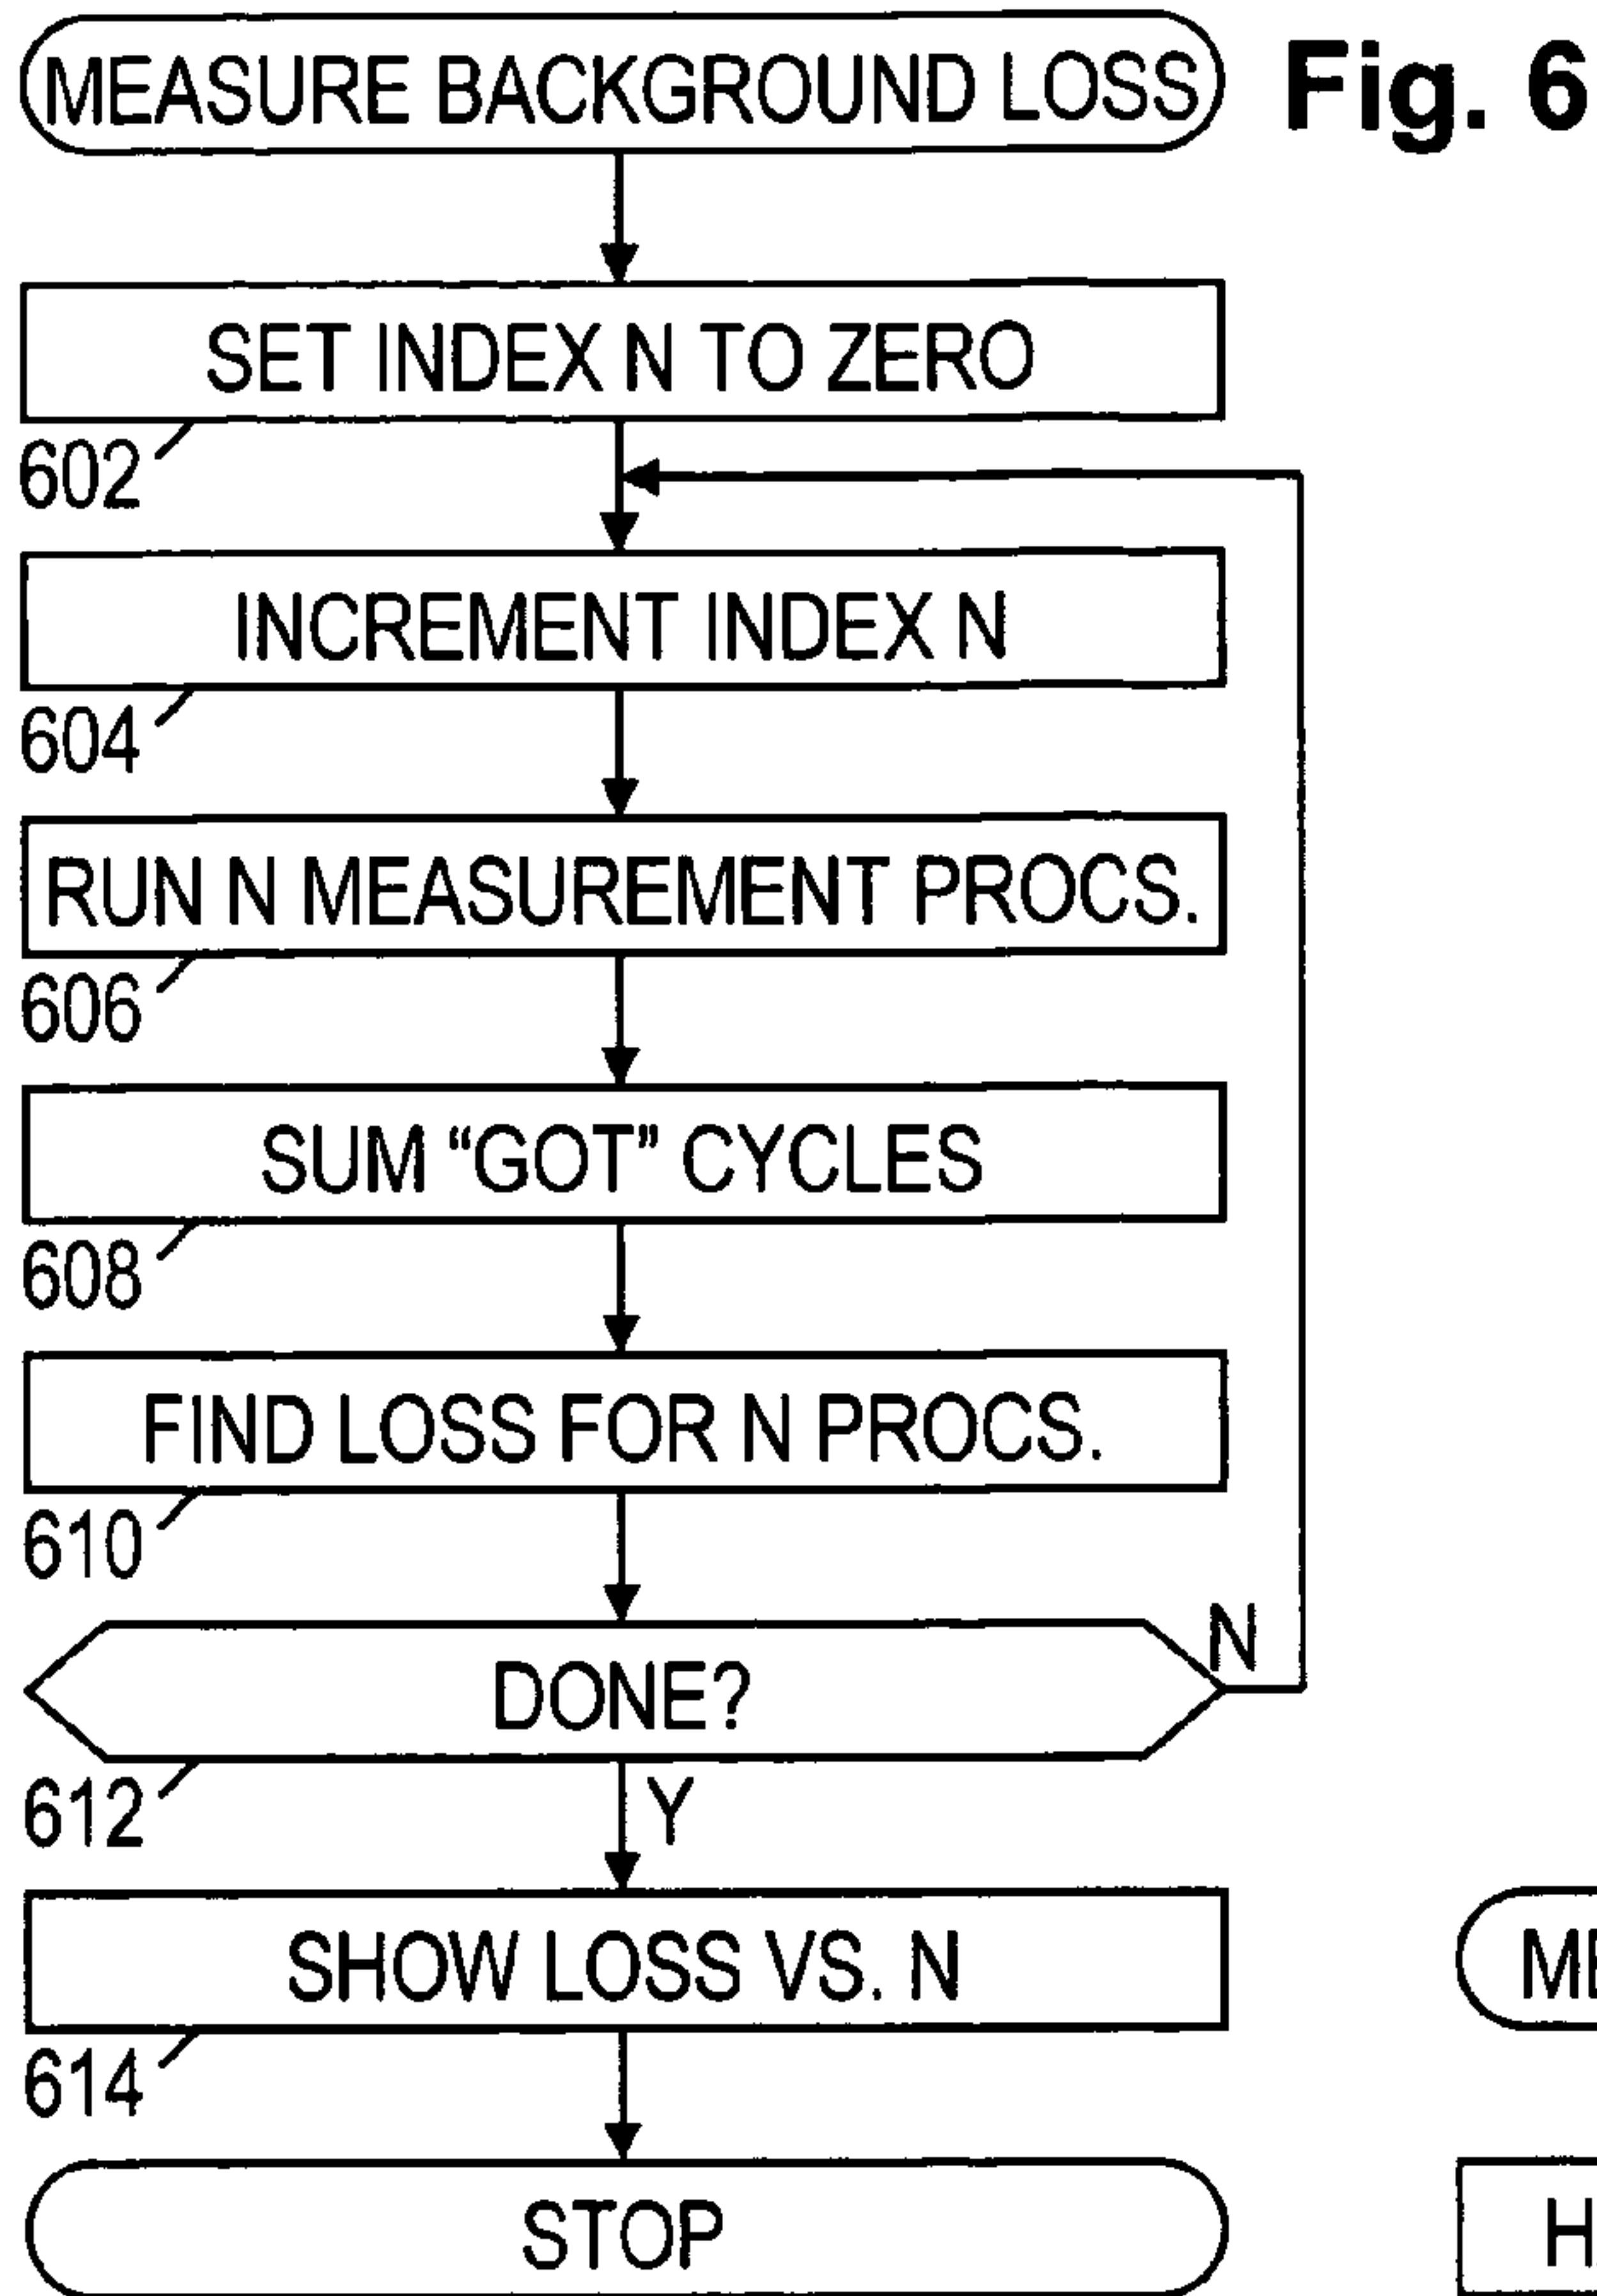 MEASURE BACKGROUND LOSS
Fig. 6
SET INDEX N TO ZERO
602
INCREMENT INDEX N
604
RUN N MEASUREMENT PROCS.
606
SUM “GOT” CYCLES
608
FIND LOSS FOR N PROCS.
610
DONE?
N
612
Y
SHOW LOSS VS. N
614
STOP